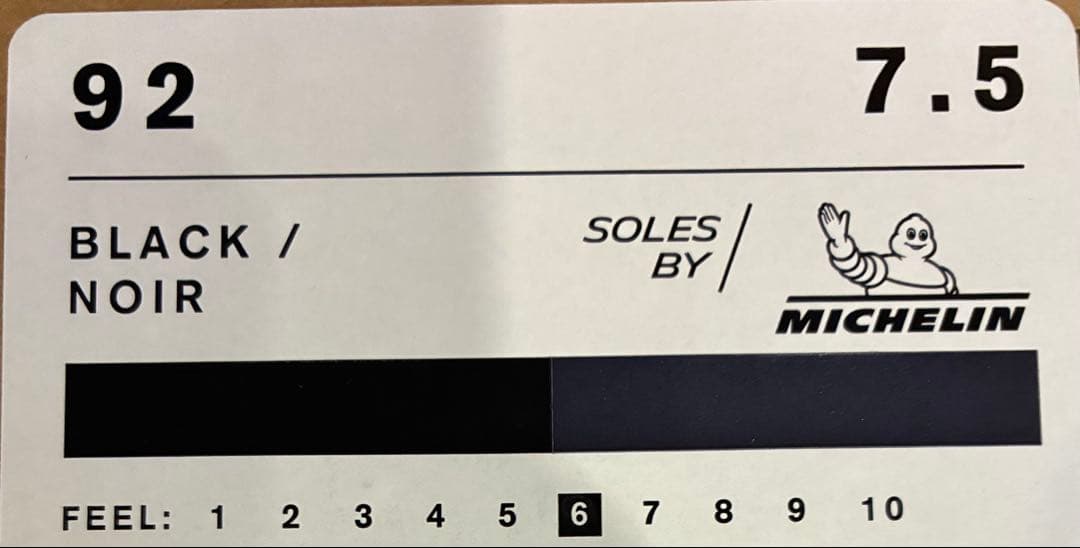 92 7.5
BLACK /
NOIR
SOLES
BY
MICHELIN
FEEL: 1 2 3 4 5 6 7 8 9 10